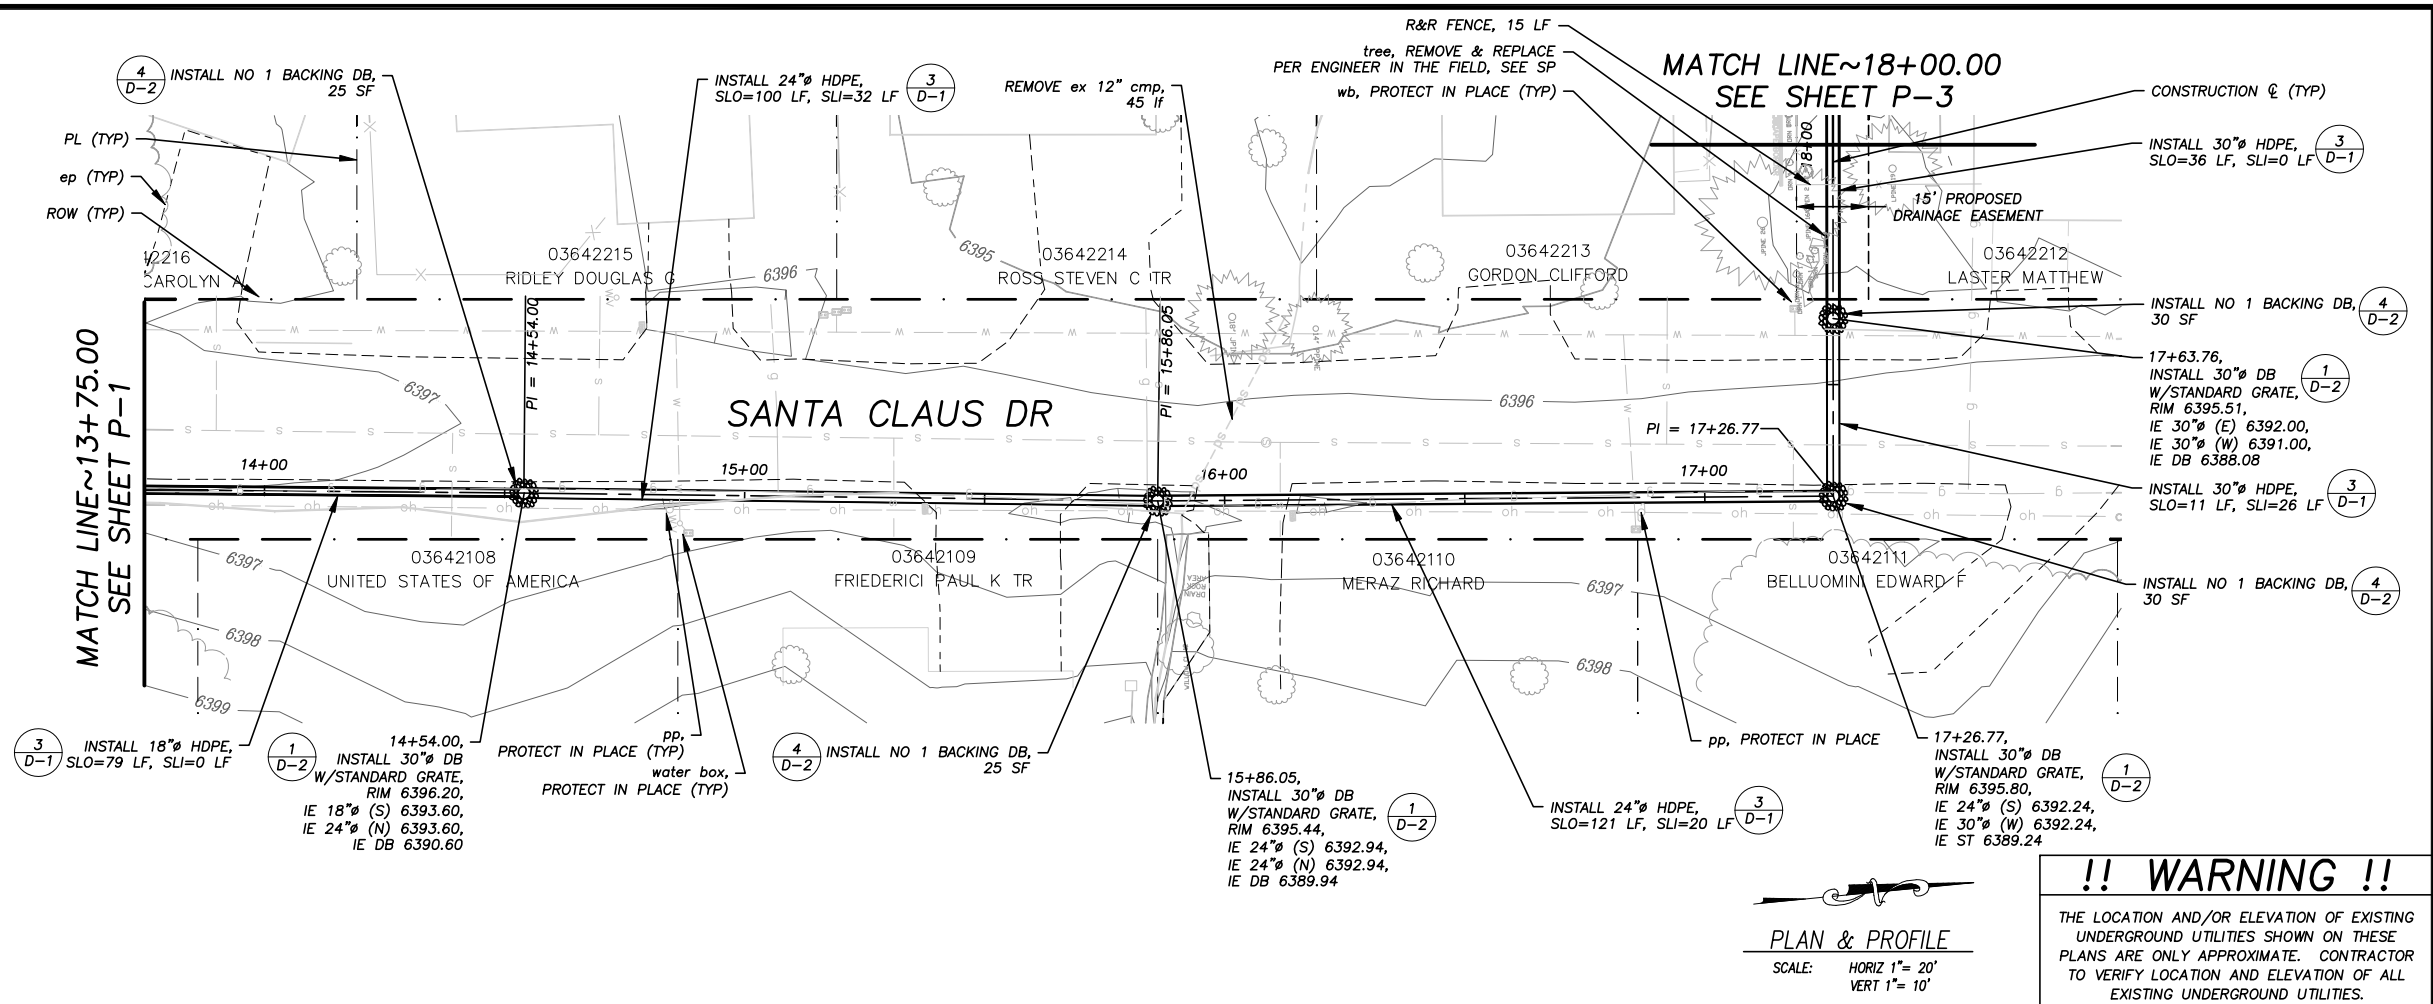 R&R FENCE, 15 LF
tree, REMOVE & REPLACE
PER ENGINEER IN THE FIELD, SEE SP
wb, PROTECT IN PLACE (TYP)
MATCH LINE~18+00.00
SEE SHEET P-3
CONSTRUCTION ℄ (TYP)
INSTALL 30"ø HDPE,
SLO=36 LF, SLI=0 LF
3
D-1
4
D-2
INSTALL NO 1 BACKING DB,
25 SF
INSTALL 24"ø HDPE,
SLO=100 LF, SLI=32 LF
3
D-1
REMOVE ex 12" cmp,
45 lf
PL (TYP)
ep (TYP)
ROW (TYP)
18+00
15' PROPOSED
DRAINAGE EASEMENT
2216
CAROLYN A
03642215
RIDLEY DOUGLAS G
6396
6395
03642214
ROSS STEVEN C TR
03642213
GORDON CLIFFORD
03642212
LASTER MATTHEW
INSTALL NO 1 BACKING DB,
30 SF
4
D-2
MATCH LINE~13+75.00
SEE SHEET P-1
PI = 14+54.00
PI = 15+86.05
6397
SANTA CLAUS DR
6396
PI = 17+26.77
17+63.76,
INSTALL 30"ø DB
W/STANDARD GRATE,
RIM 6395.51,
IE 30"ø (E) 6392.00,
IE 30"ø (W) 6391.00,
IE DB 6388.08
1
D-2
14+00
15+00
16+00
17+00
INSTALL 30"ø HDPE,
SLO=11 LF, SLI=26 LF
3
D-1
6397
03642108
UNITED STATES OF AMERICA
03642109
FRIEDERICI PAUL K TR
DRAIN
ROCK
AREA
03642110
MERAZ RICHARD
6397
03642111
BELLUOMINI EDWARD F
INSTALL NO 1 BACKING DB,
30 SF
4
D-2
6398
6398
6399
3
D-1
INSTALL 18"ø HDPE,
SLO=79 LF, SLI=0 LF
1
D-2
14+54.00,
INSTALL 30"ø DB
W/STANDARD GRATE,
RIM 6396.20,
IE 18"ø (S) 6393.60,
IE 24"ø (N) 6393.60,
IE DB 6390.60
pp,
PROTECT IN PLACE (TYP)
water box,
PROTECT IN PLACE (TYP)
4
D-2
INSTALL NO 1 BACKING DB,
25 SF
15+86.05,
INSTALL 30"ø DB
W/STANDARD GRATE,
RIM 6395.44,
IE 24"ø (S) 6392.94,
IE 24"ø (N) 6392.94,
IE DB 6389.94
1
D-2
INSTALL 24"ø HDPE,
SLO=121 LF, SLI=20 LF
3
D-1
pp, PROTECT IN PLACE
17+26.77,
INSTALL 30"ø DB
W/STANDARD GRATE,
RIM 6395.80,
IE 24"ø (S) 6392.24,
IE 30"ø (W) 6392.24,
IE ST 6389.24
1
D-2
PLAN & PROFILE
SCALE: HORIZ 1"= 20'
VERT 1"= 10'
!! WARNING !!
THE LOCATION AND/OR ELEVATION OF EXISTING
UNDERGROUND UTILITIES SHOWN ON THESE
PLANS ARE ONLY APPROXIMATE. CONTRACTOR
TO VERIFY LOCATION AND ELEVATION OF ALL
EXISTING UNDERGROUND UTILITIES.